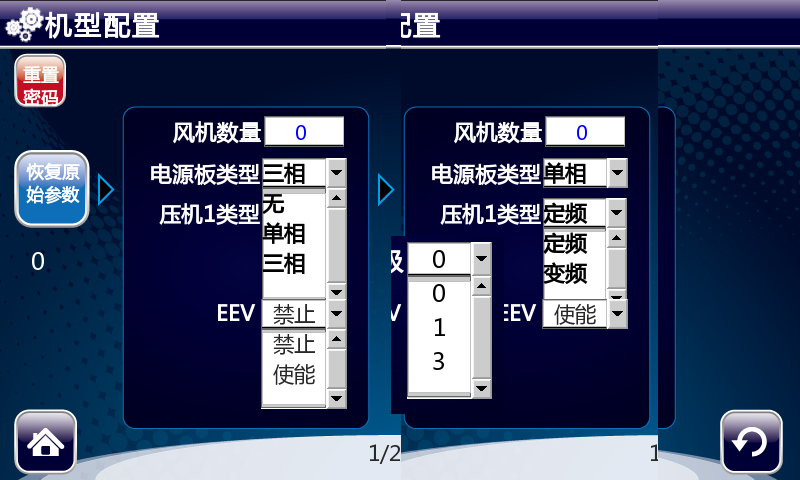 机型配置
配置
重置
密码
风机数量 0
风机数量 0
恢复原
始参数
电源板类型 三相
无
单相
三相
电源板类型 单相
压机1类型
压机1类型 定频
定频
变频
0
级 0
0
1
3
EEV 禁止
禁止
使能
EEV 使能
1/2
1